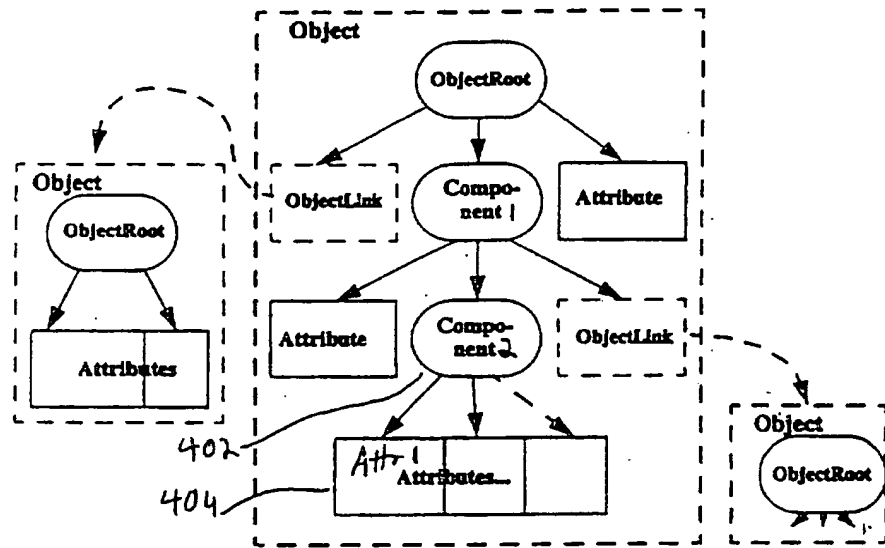 Object
ObjectRoot
Object
ObjectRoot
Attributes
ObjectLink
Compo-
nent 1
Attribute
Attribute
Compo-
nent 2
ObjectLink
402
Attr 1
Attributes...
404
Object
ObjectRoot